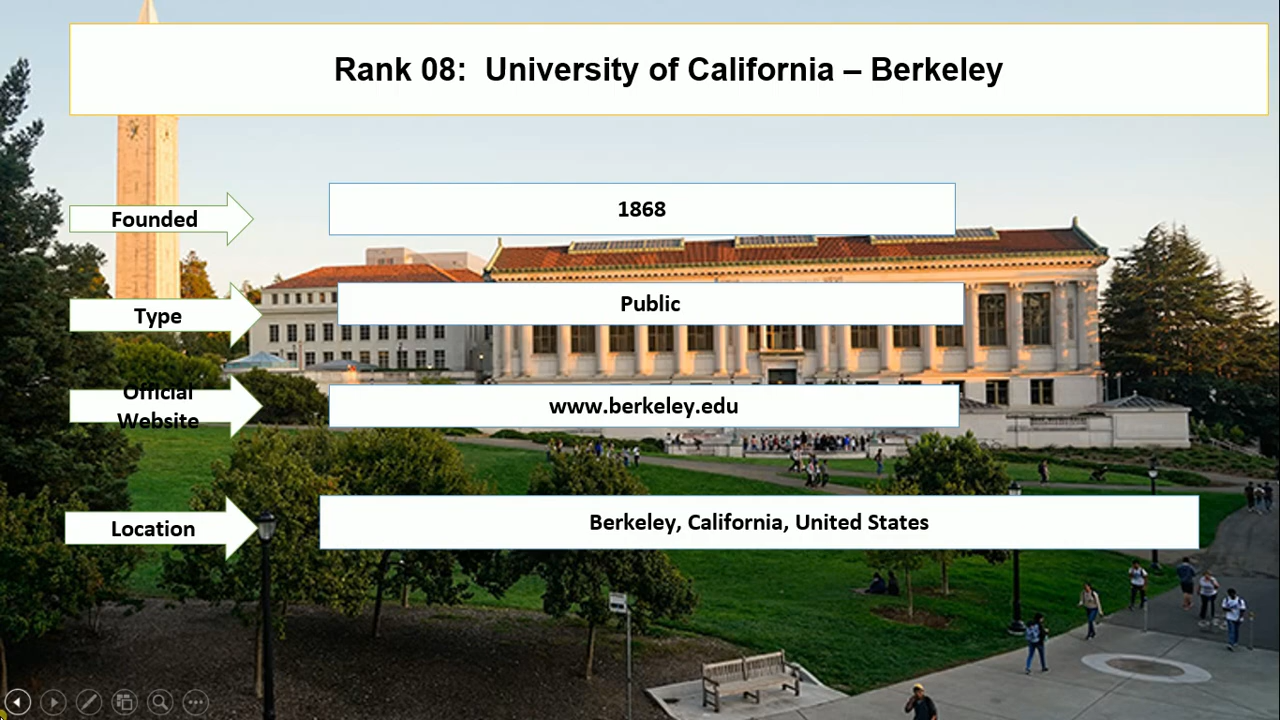 Rank 08:  University of California – Berkeley
Founded
1868
Type
Public
Official
Website
www.berkeley.edu
Location
Berkeley, California, United States